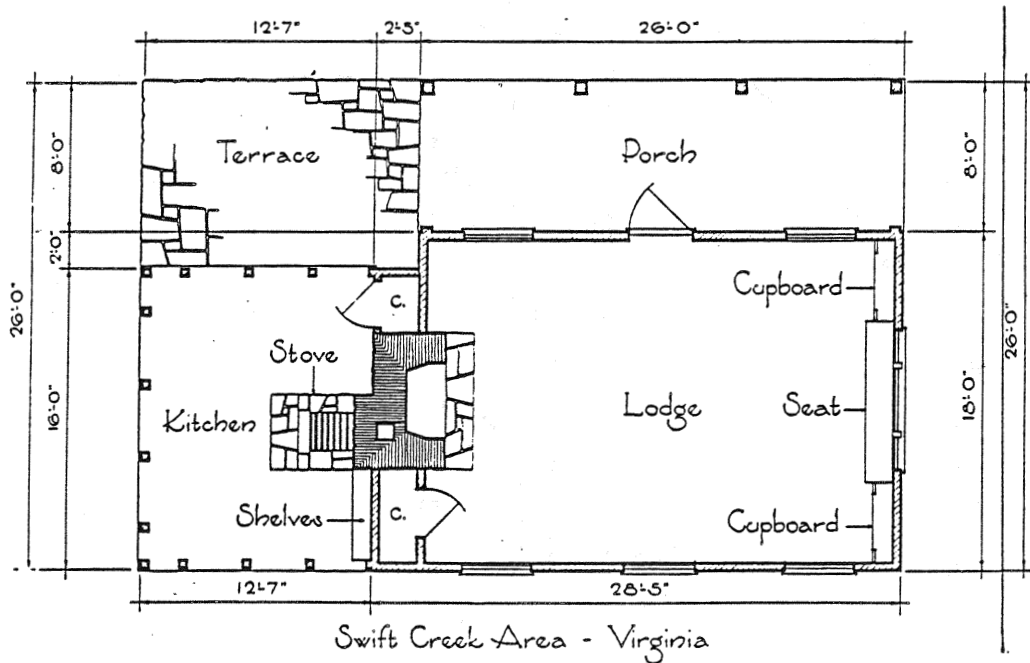 12'-7" 2'-5" 26'-0"
8'-0" Terrace Porch 8'-0"
2'-0"
26'-0" 26'-0"
C. Cupboard
Stove
16'-0" Kitchen Lodge Seat 18'-0"
Shelves C. Cupboard
12'-7" 28'-5"
Swift Creek Area - Virginia